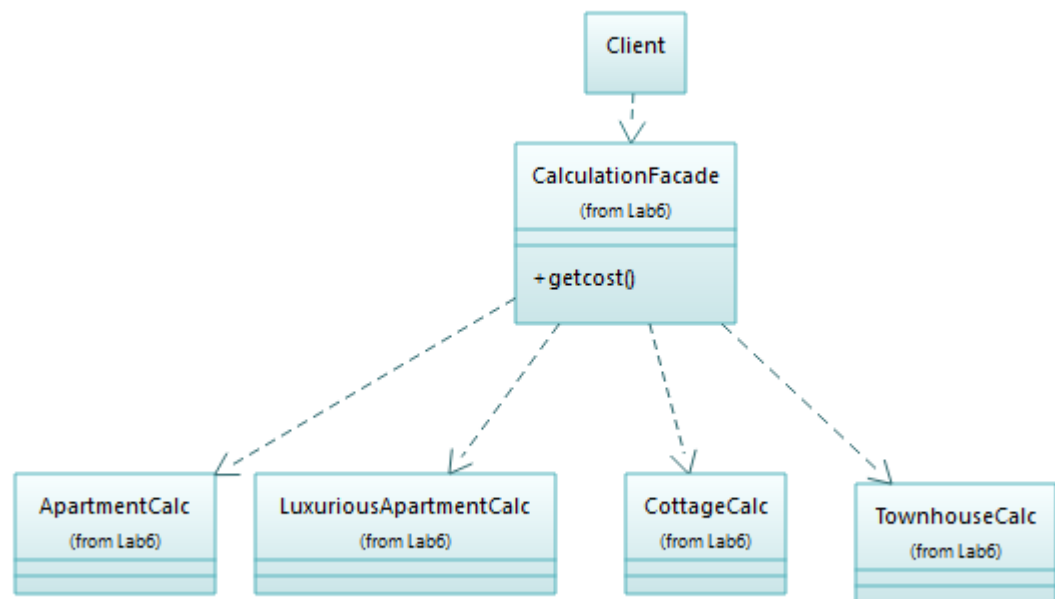 Client
CalculationFacade
(from Lab6)
+getcost()
ApartmentCalc
(from Lab6)
LuxuriousApartmentCalc
(from Lab6)
CottageCalc
(from Lab6)
TownhouseCalc
(from Lab6)